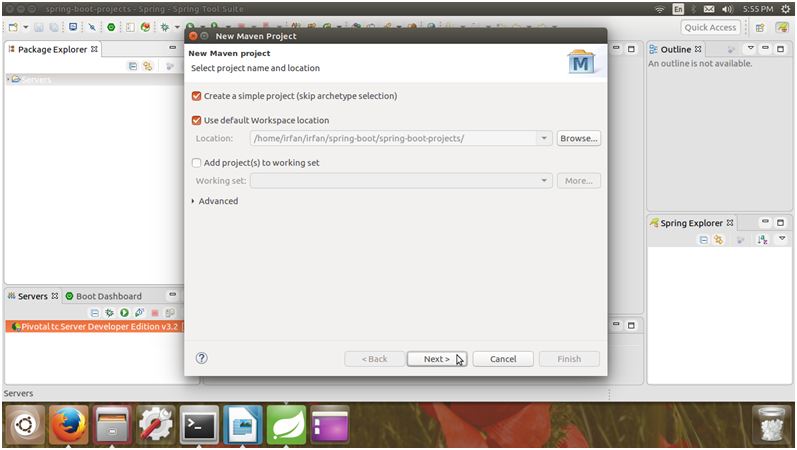 spring-boot-projects - Spring - Spring Tool Suite
En
5:55 PM
Quick Access
Package Explorer
Servers
New Maven Project
New Maven project
Select project name and location
M
Create a simple project (skip archetype selection)
Use default Workspace location
Location: /home/irfan/irfan/spring-boot/spring-boot-projects/ Browse...
Add project(s) to working set
Working set: More...
Advanced
? < Back Next > Cancel Finish
Outline
An outline is not available.
Spring Explorer
Servers Boot Dashboard
Pivotal tc Server Developer Edition v3.2
Servers